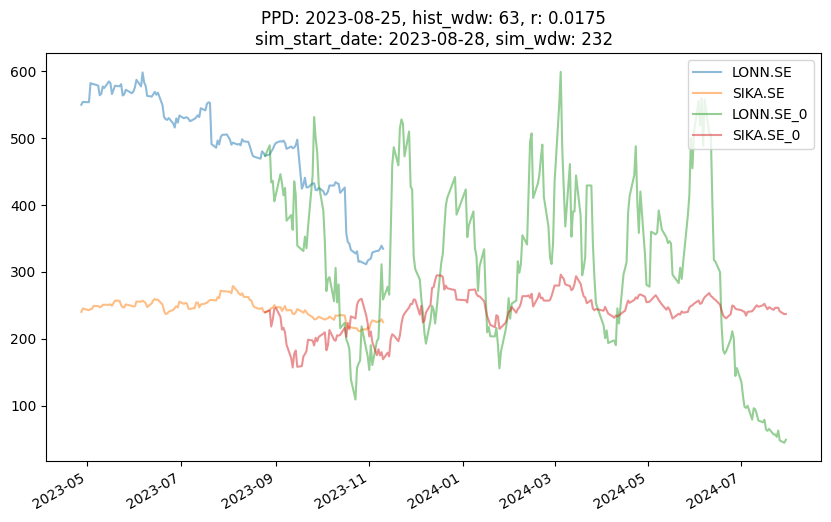 PPD: 2023-08-25, hist_wdw: 63, r: 0.0175
sim_start_date: 2023-08-28, sim_wdw: 232
LONN.SE
SIKA.SE
LONN.SE_0
SIKA.SE_0
600
500
400
300
200
100
2023-05
2023-07
2023-09
2023-11
2024-01
2024-03
2024-05
2024-07